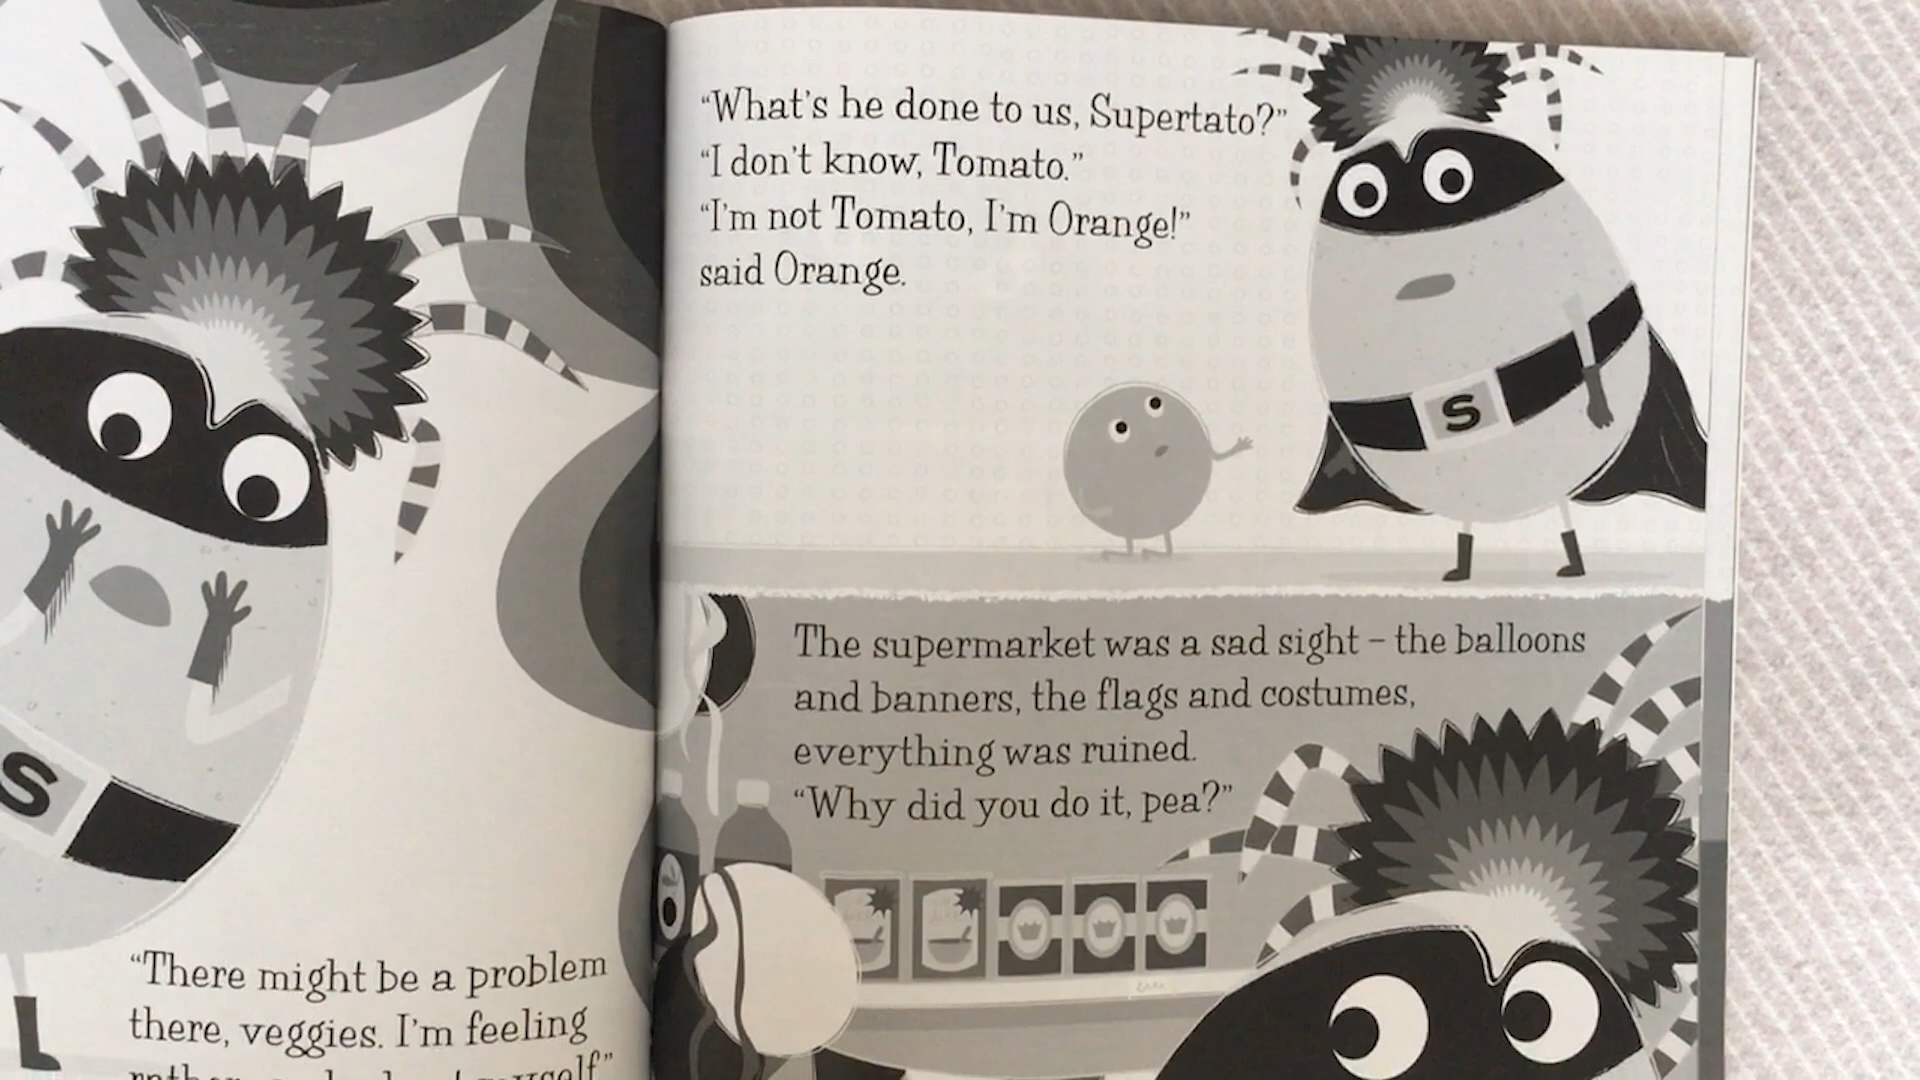 “There might be a problem
there, veggies. I’m feeling
“What’s he done to us, Supertato?”
“I don’t know, Tomato.”
“I’m not Tomato, I’m Orange!”
said Orange.
S
S
The supermarket was a sad sight – the balloons
and banners, the flags and costumes,
everything was ruined.
“Why did you do it, pea?”